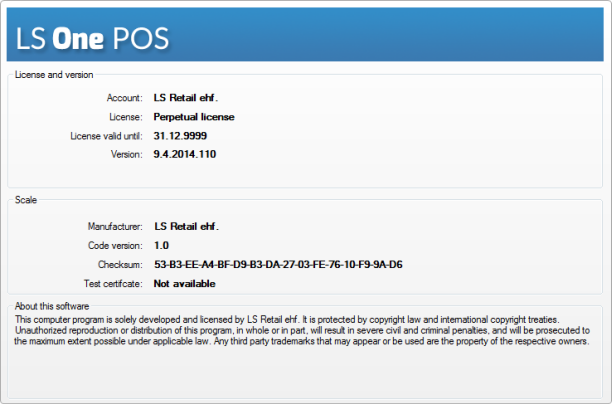 LS One POS
License and version
Account: LS Retail ehf.
License: Perpetual license
License valid until: 31.12.9999
Version: 9.4.2014.110
Scale
Manufacturer: LS Retail ehf.
Code version: 1.0
Checksum: 53-B3-EE-A4-BF-D9-B3-DA-27-03-FE-76-10-F9-9A-D6
Test certifcate: Not available
About this software
This computer program is solely developed and licensed by LS Retail ehf. It is protected by copyright law and international copyright treaties.
Unauthorized reproduction or distribution of this program, in whole or in part, will result in severe civil and criminal penalties, and will be prosecuted to
the maximum extent possible under applicable law. Any third party trademarks that may appear or be used are the property of the respective owners.